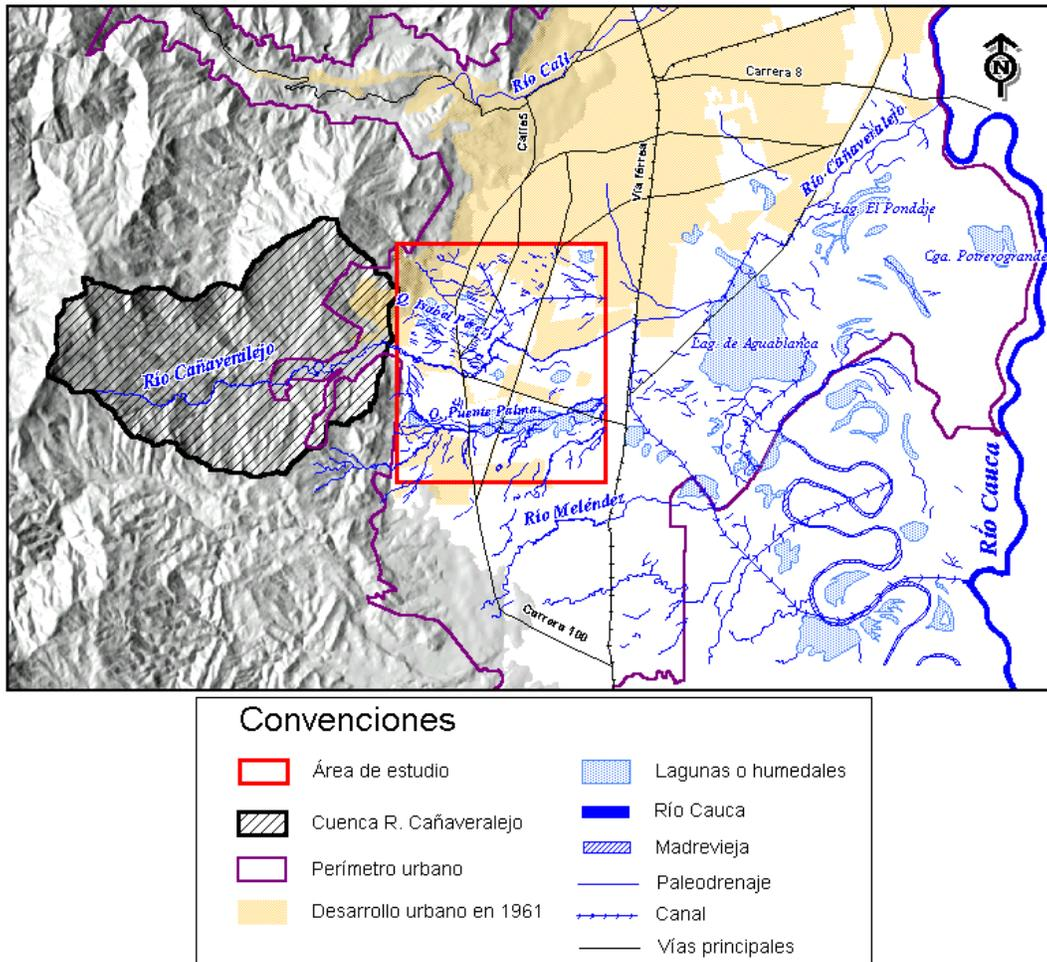 N
Río Cali
Carrera 8
Calle5
Vía férrea
Río Cañaveralejo
Lag. El Pondaje
Cga. Potrerogrande
Q. Isabel Pérez
Lag. de Aguablanca
Río Cañaveralejo
Q. Puente Palma
Río Meléndez
Río Cauca
Carrera 100
Convenciones
Área de estudio
Cuenca R. Cañaveralejo
Perímetro urbano
Desarrollo urbano en 1961
Lagunas o humedales
Río Cauca
Madrevieja
Paleodrenaje
Canal
Vías principales